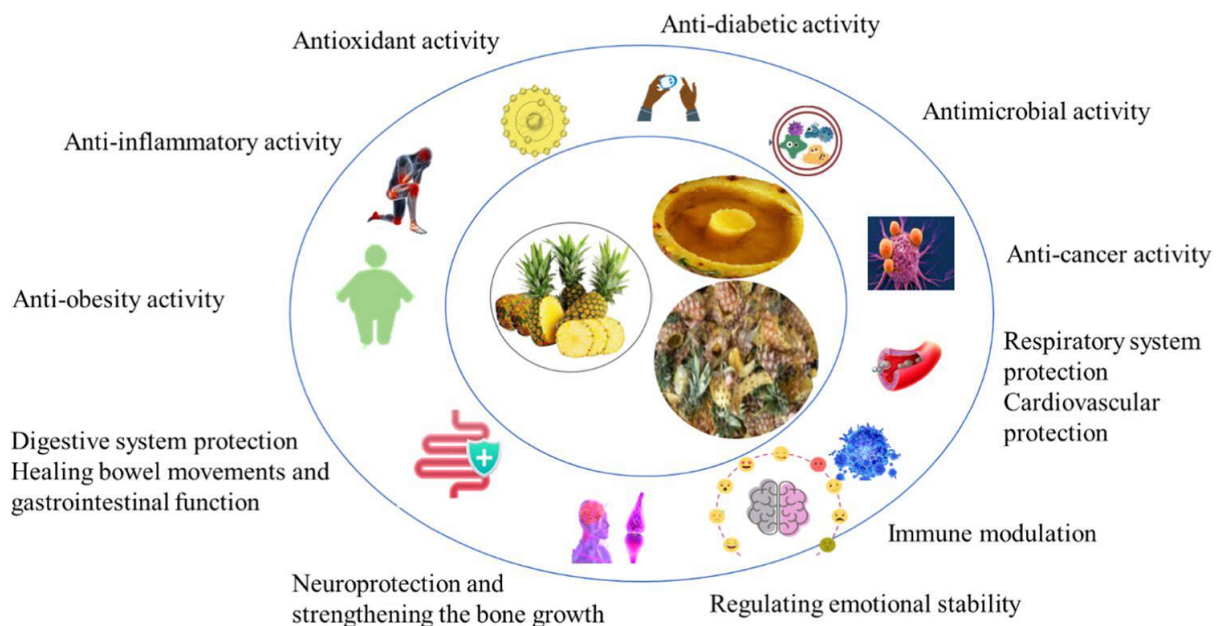 Anti-diabetic activity
Antioxidant activity
Antimicrobial activity
Anti-inflammatory activity
Anti-cancer activity
Anti-obesity activity
Respiratory system
protection
Cardiovascular
protection
Digestive system protection
Healing bowel movements and
gastrointestinal function
Immune modulation
Neuroprotection and
strengthening the bone growth
Regulating emotional stability